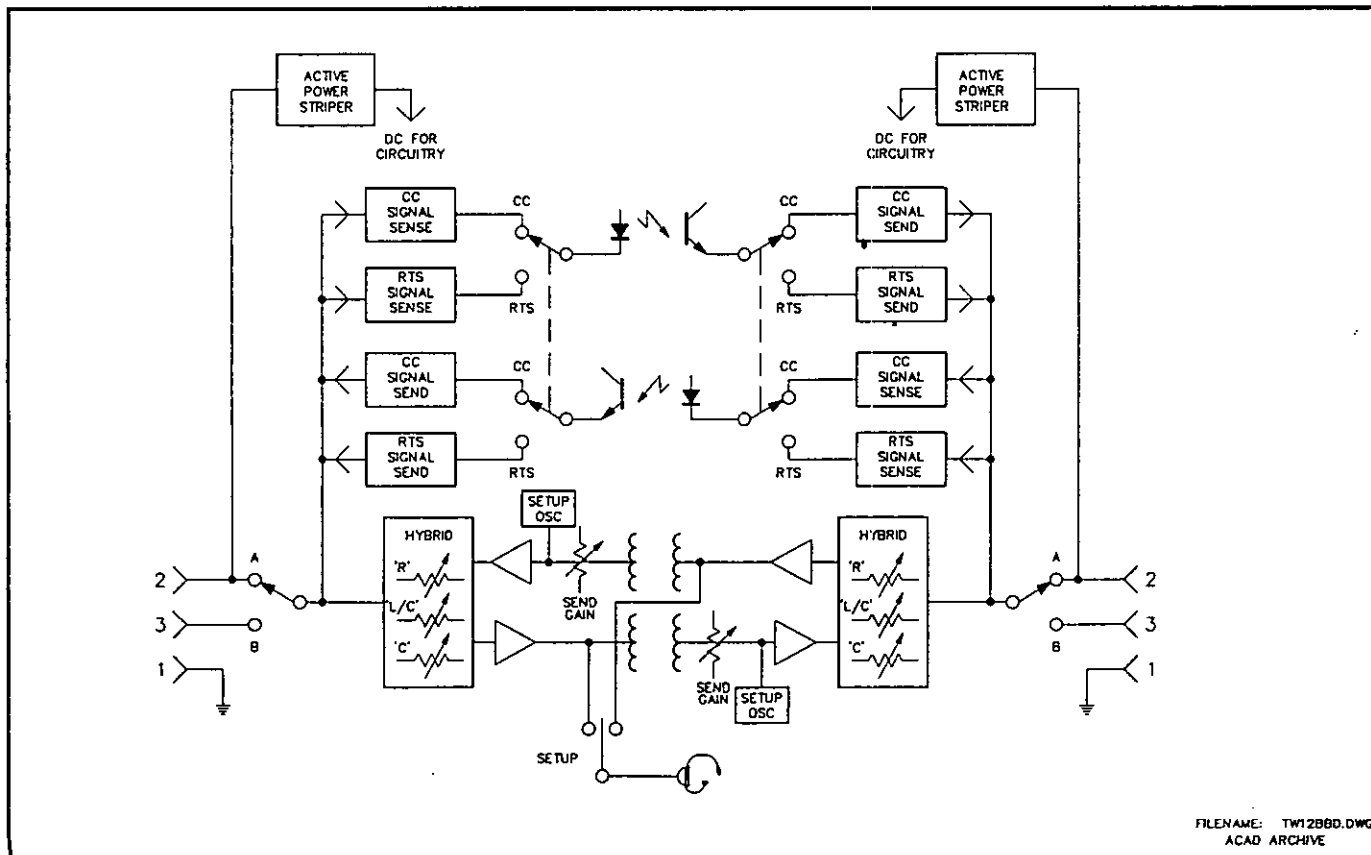 ACTIVE
POWER
STRIPER
DC FOR
CIRCUITRY
ACTIVE
POWER
STRIPER
DC FOR
CIRCUITRY
CC
SIGNAL
SENSE
CC
CC
CC
SIGNAL
SEND
RTS
SIGNAL
SENSE
RTS
RTS
RTS
SIGNAL
SEND
CC
SIGNAL
SEND
CC
CC
CC
SIGNAL
SENSE
RTS
SIGNAL
SEND
RTS
RTS
RTS
SIGNAL
SENSE
SETUP
OSC
HYBRID
'R'
'L/C'
'C'
SEND
GAIN
HYBRID
'R'
'L/C'
'C'
SEND
GAIN
SETUP
OSC
2
A
3
B
1
A
2
3
B
1
SETUP
FILENAME: TW12BBD.DWG
ACAD ARCHIVE